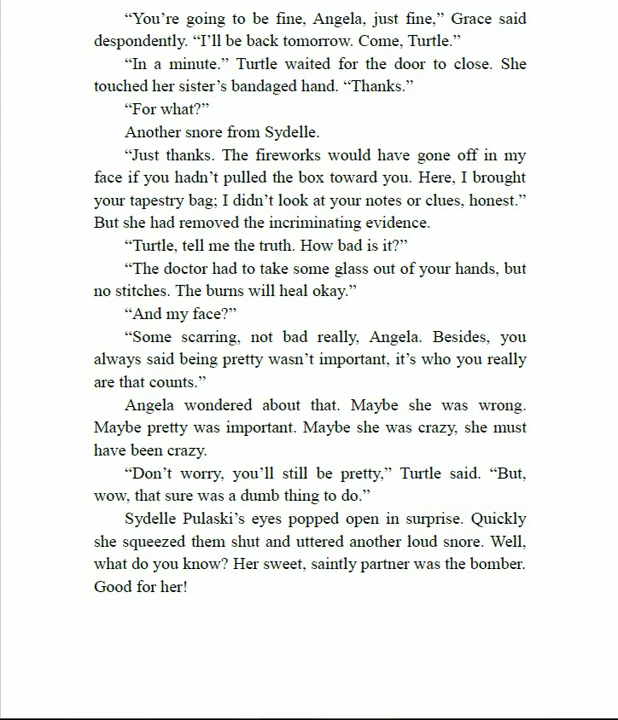 “You’re going to be fine, Angela, just fine,” Grace said
despondently. “I’ll be back tomorrow. Come, Turtle.”
“In a minute.” Turtle waited for the door to close. She
touched her sister’s bandaged hand. “Thanks.”
“For what?”
Another snore from Sydelle.
“Just thanks. The fireworks would have gone off in my
face if you hadn’t pulled the box toward you. Here, I brought
your tapestry bag; I didn’t look at your notes or clues, honest.”
But she had removed the incriminating evidence.
“Turtle, tell me the truth. How bad is it?”
“The doctor had to take some glass out of your hands, but
no stitches. The burns will heal okay.”
“And my face?”
“Some scarring, not bad really, Angela. Besides, you
always said being pretty wasn’t important, it’s who you really
are that counts.”
Angela wondered about that. Maybe she was wrong.
Maybe pretty was important. Maybe she was crazy, she must
have been crazy.
“Don’t worry, you’ll still be pretty,” Turtle said. “But,
wow, that sure was a dumb thing to do.”
Sydelle Pulaski’s eyes popped open in surprise. Quickly
she squeezed them shut and uttered another loud snore. Well,
what do you know? Her sweet, saintly partner was the bomber.
Good for her!